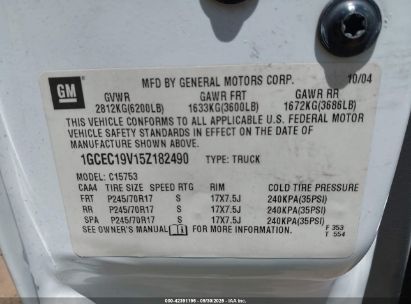 GM
MFD BY GENERAL MOTORS CORP. 10/04
GVWR GAWR FRT GAWR RR
2812KG(6200LB) 1633KG(3600LB) 1672KG(3686LB)
THIS VEHICLE CONFORMS TO ALL APPLICABLE U.S. FEDERAL MOTOR
VEHICLE SAFETY STANDARDS IN EFFECT ON THE DATE OF
MANUFACTURE SHOWN ABOVE.
1GCEC19V15Z182490 TYPE: TRUCK
MODEL: C15753
CAA4 TIRE SIZE SPEED RTG RIM COLD TIRE PRESSURE
FRT P245/70R17 S 17X7.5J 240KPA(35PSI)
RR P245/70R17 S 17X7.5J 240KPA(35PSI)
SPA P245/70R17 S 17X7.5J 240KPA(35PSI)
SEE OWNER'S MANUAL FOR MORE INFORMATION. F 353
T 554